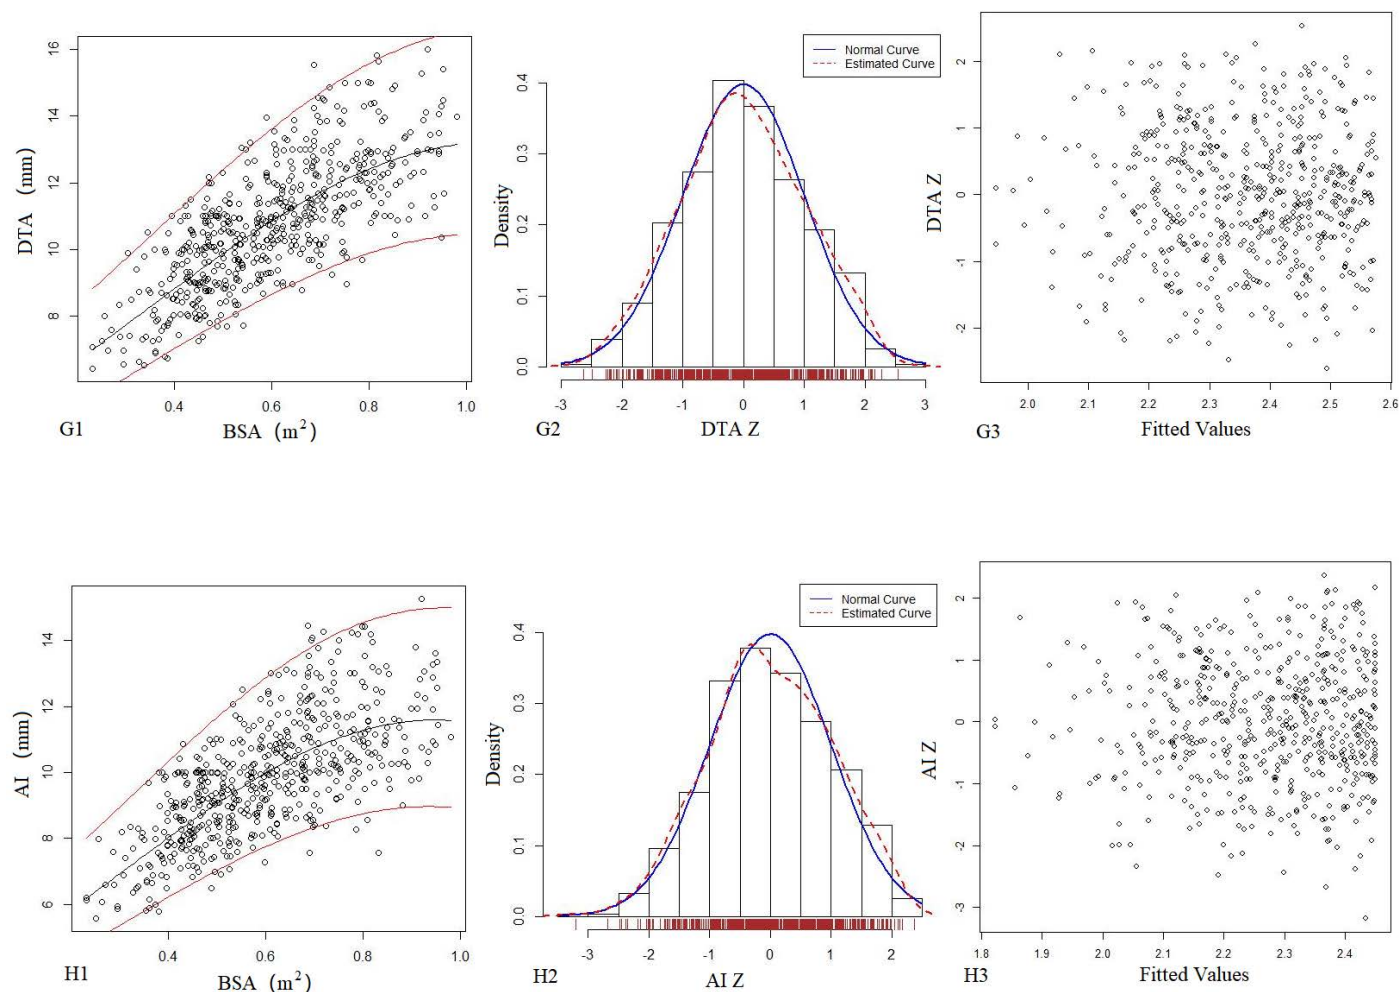 16
14
12
10
8
DTA (mm)
0.4 0.6 0.8 1.0
G1 BSA (m²)
Normal Curve
Estimated Curve
0.4
0.3
0.2
0.1
0.0
Density
-3 -2 -1 0 1 2 3
G2 DTA Z
2
1
0
-1
-2
DTA Z
2.0 2.1 2.2 2.3 2.4 2.5 2.6
G3 Fitted Values
14
12
10
8
6
AI (mm)
0.4 0.6 0.8 1.0
H1 BSA (m²)
Normal Curve
Estimated Curve
0.4
0.3
0.2
0.1
0.0
Density
-3 -2 -1 0 1 2
H2 AI Z
2
1
0
-1
-2
-3
AI Z
1.8 1.9 2.0 2.1 2.2 2.3 2.4
H3 Fitted Values